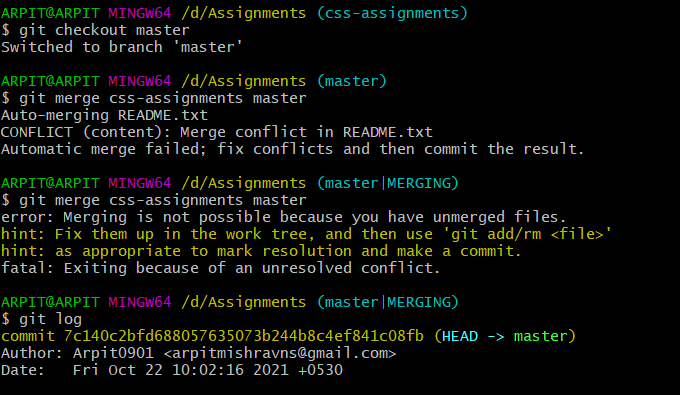 ARPIT@ARPIT MINGW64 /d/Assignments (css-assignments)
$ git checkout master
Switched to branch 'master'
ARPIT@ARPIT MINGW64 /d/Assignments (master)
$ git merge css-assignments master
Auto-merging README.txt
CONFLICT (content): Merge conflict in README.txt
Automatic merge failed; fix conflicts and then commit the result.
ARPIT@ARPIT MINGW64 /d/Assignments (master|MERGING)
$ git merge css-assignments master
error: Merging is not possible because you have unmerged files.
hint: Fix them up in the work tree, and then use 'git add/rm <file>'
hint: as appropriate to mark resolution and make a commit.
fatal: Exiting because of an unresolved conflict.
ARPIT@ARPIT MINGW64 /d/Assignments (master|MERGING)
$ git log
commit 7c140c2bfd688057635073b244b8c4ef841c08fb (HEAD -> master)
Author: Arpit0901 <arpitmishravns@gmail.com>
Date:   Fri Oct 22 10:02:16 2021 +0530